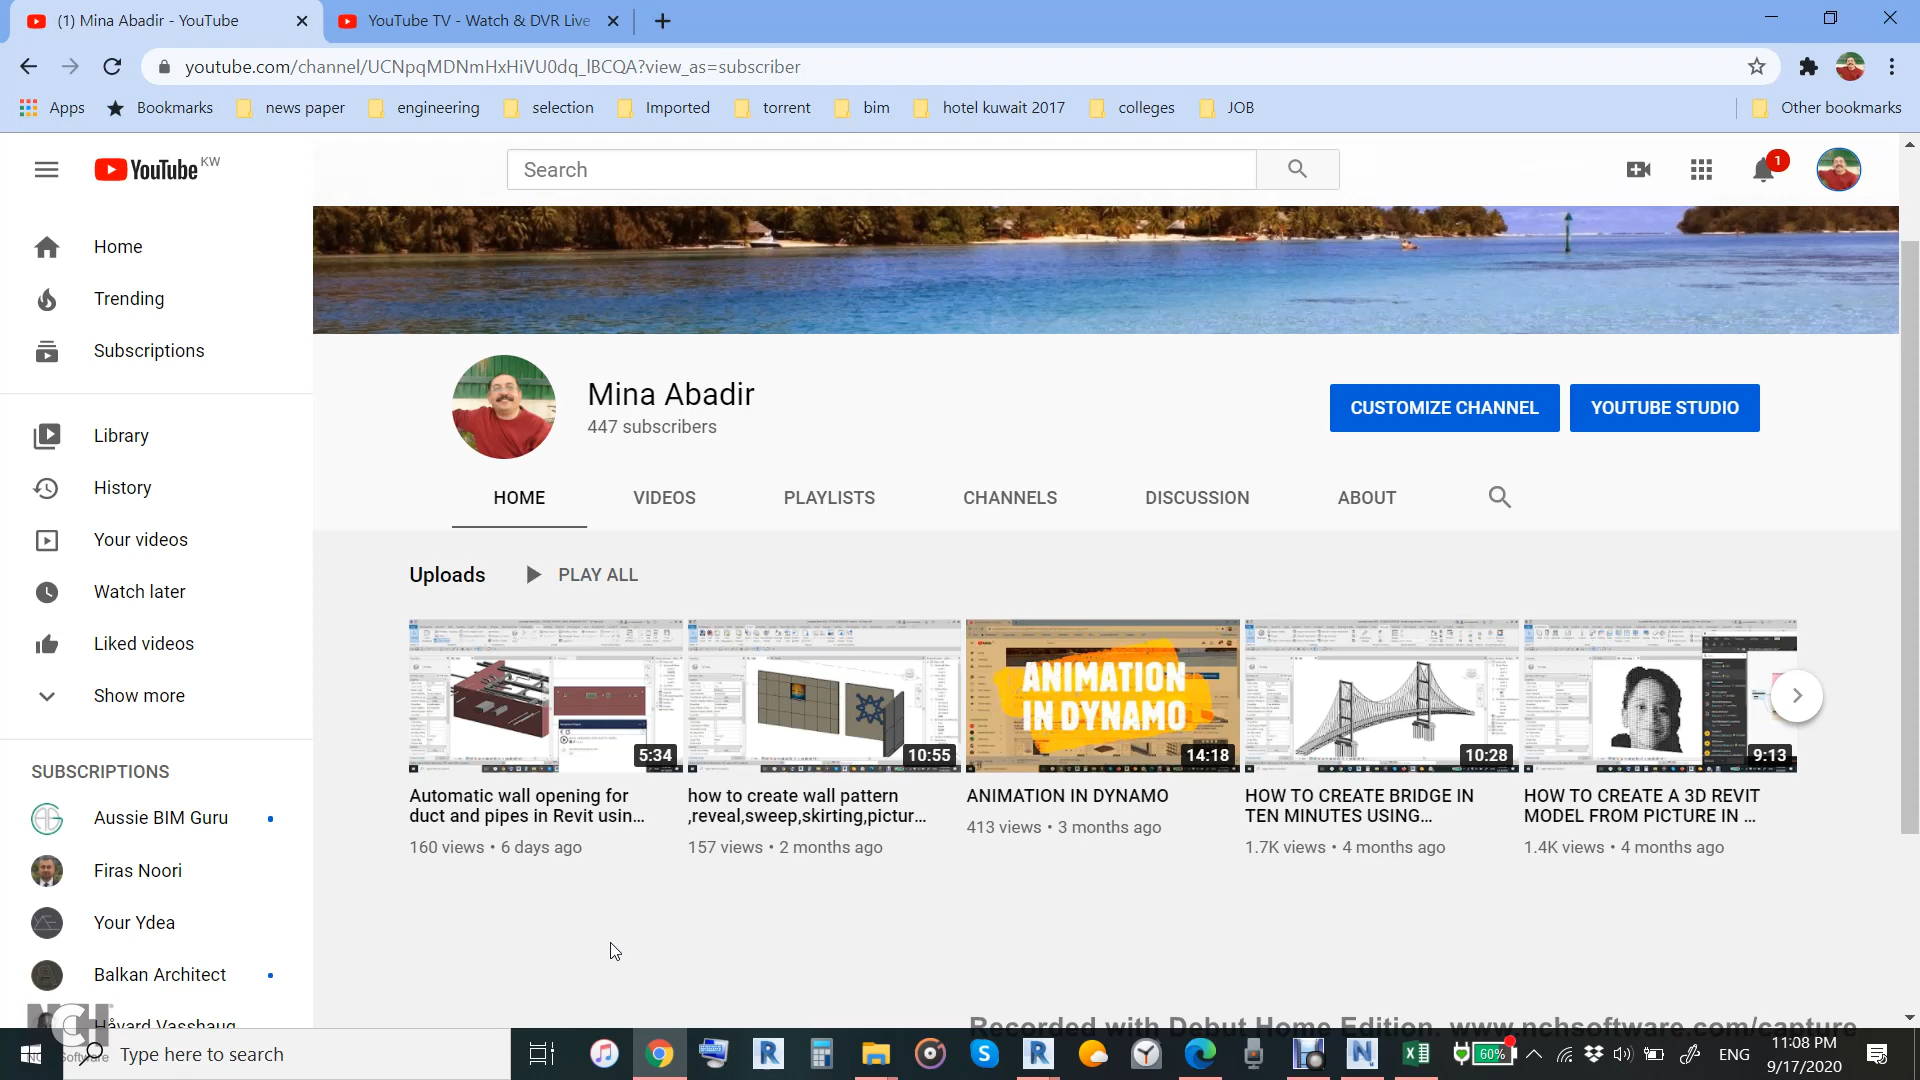 (1) Mina Abadir - YouTube
YouTube TV - Watch & DVR Live
youtube.com/channel/UCNpqMDNmHxHiVU0dq_lBCQA?view_as=subscriber
Apps Bookmarks news paper engineering selection Imported torrent bim hotel kuwait 2017 colleges JOB Other bookmarks
YouTube KW
Search
1
Home
Trending
Subscriptions
Library
History
Your videos
Watch later
Liked videos
Show more
SUBSCRIPTIONS
Aussie BIM Guru
Firas Noori
Your Ydea
Balkan Architect
Håvard Vasshaug
Mina Abadir
447 subscribers
CUSTOMIZE CHANNEL YOUTUBE STUDIO
HOME VIDEOS PLAYLISTS CHANNELS DISCUSSION ABOUT
Uploads PLAY ALL
ANIMATION
IN DYNAMO
5:34 10:55 14:18 10:28 9:13
Automatic wall opening for
duct and pipes in Revit usin...
160 views • 6 days ago
how to create wall pattern
,reveal,sweep,skirting,pictur...
157 views • 2 months ago
ANIMATION IN DYNAMO
413 views • 3 months ago
HOW TO CREATE BRIDGE IN
TEN MINUTES USING...
1.7K views • 4 months ago
HOW TO CREATE A 3D REVIT
MODEL FROM PICTURE IN ...
1.4K views • 4 months ago
NCH
NCH Software
Recorded with Debut Home Edition. www.nchsoftware.com/capture
Type here to search
60%
ENG
11:08 PM
9/17/2020